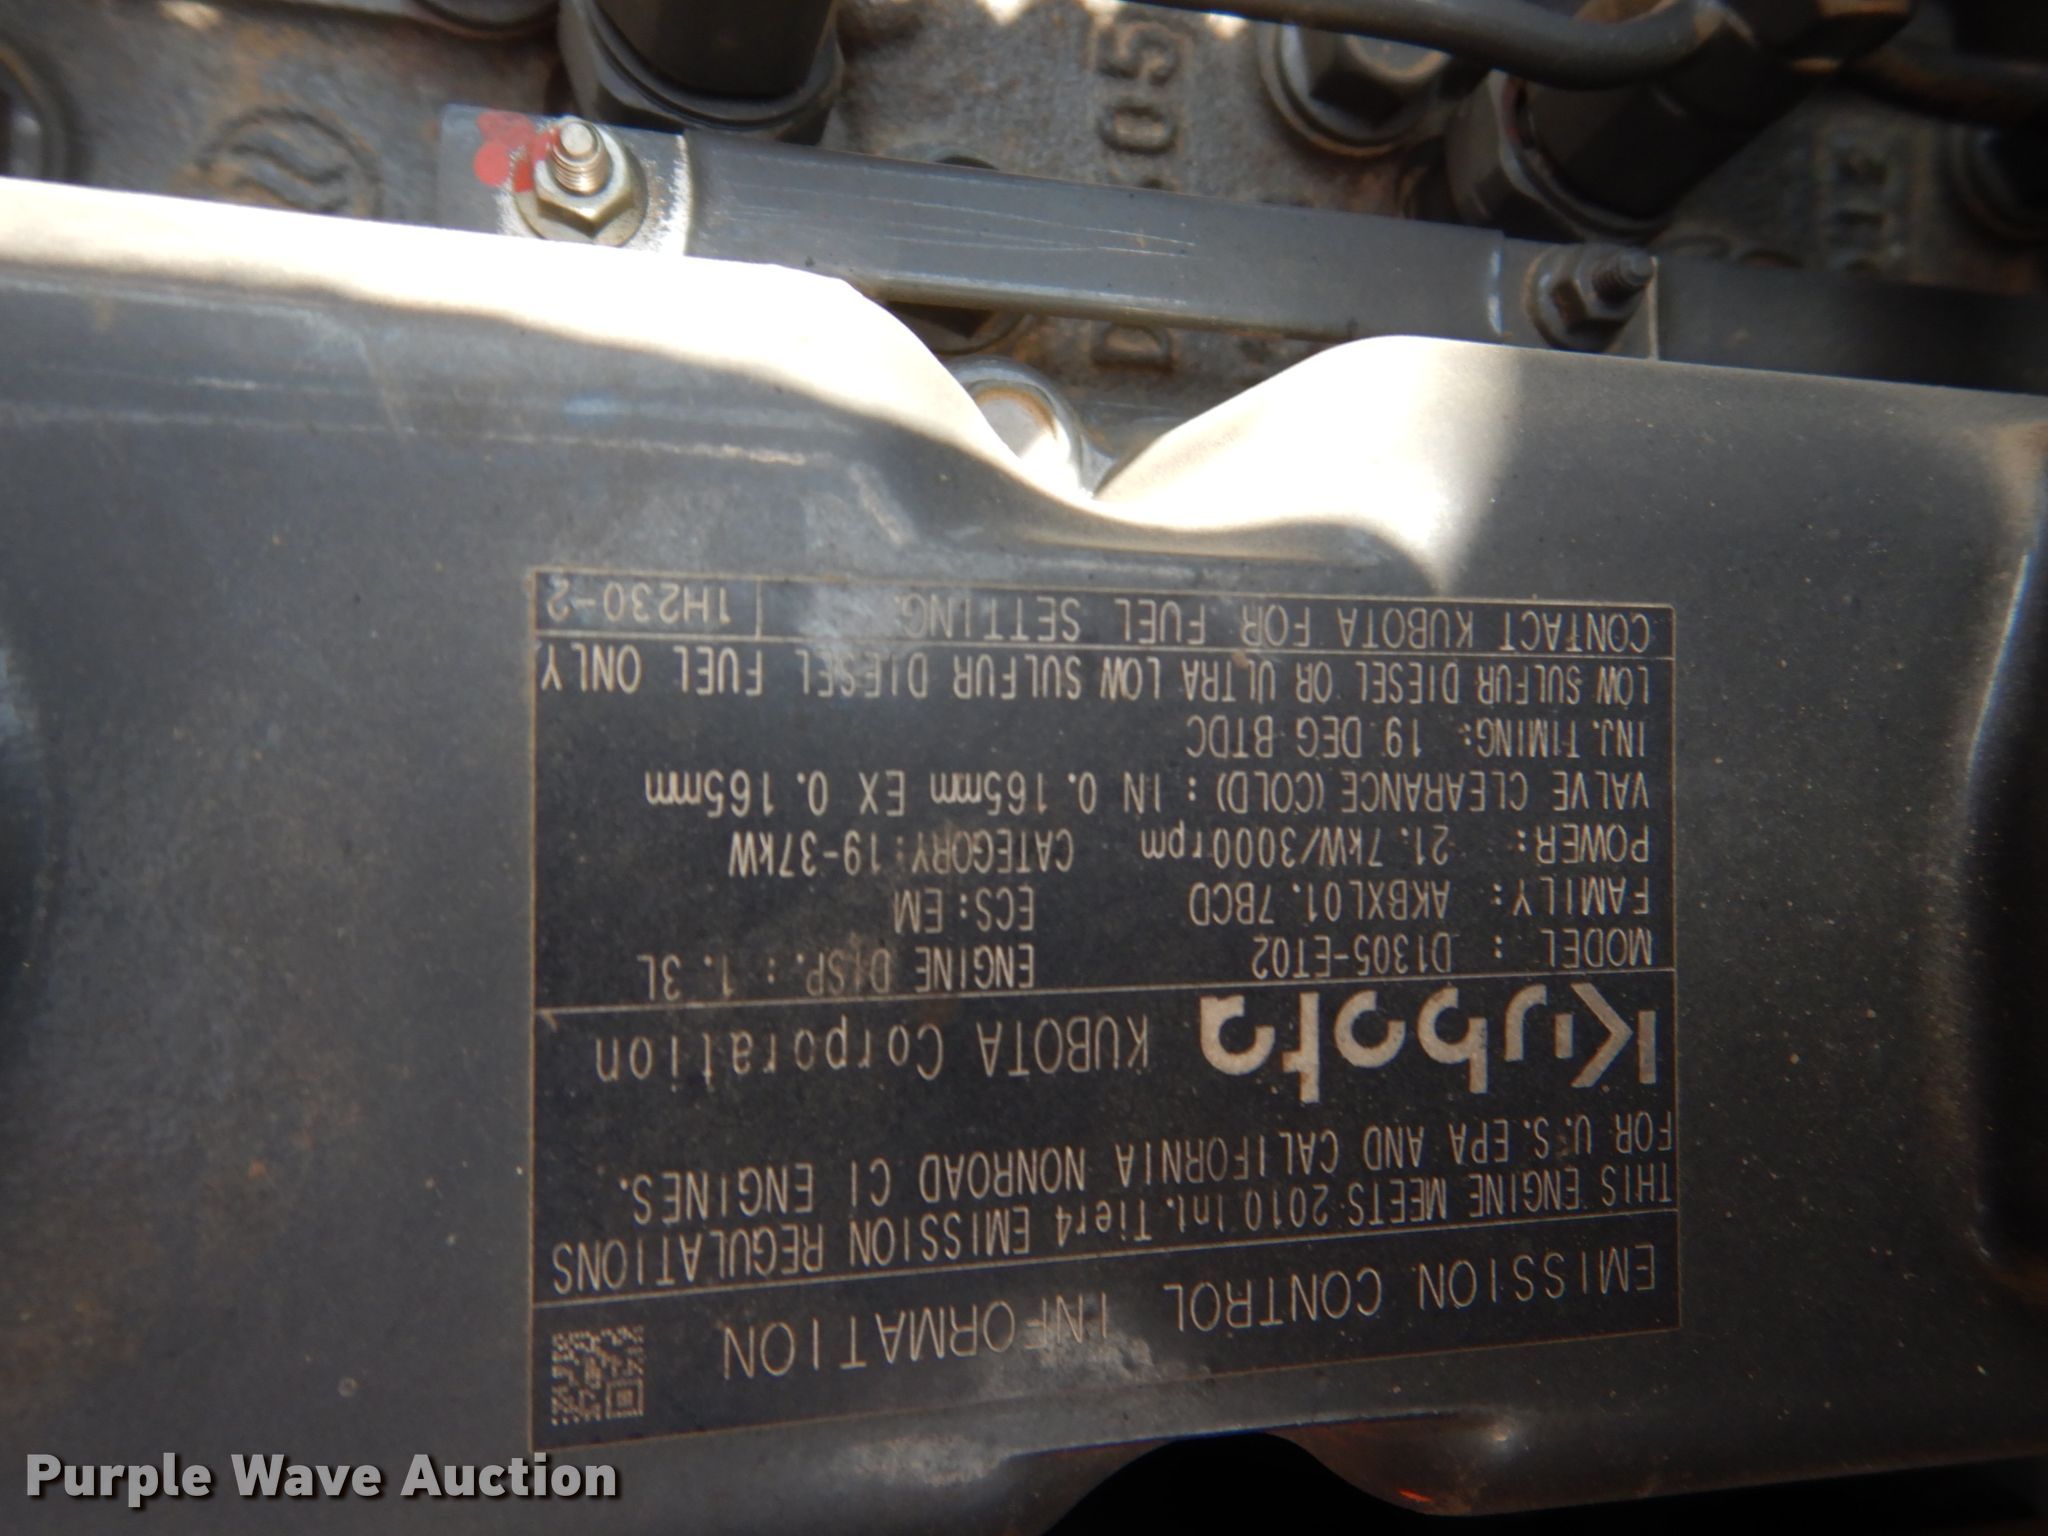 EMISSION CONTROL INFORMATION
THIS ENGINE MEETS 2010 Int. Tier4 EMISSION REGULATIONS
FOR U.S. EPA AND CALIFORNIA NONROAD CI ENGINES.
Kubota KUBOTA Corporation
MODEL : D1305-ET02 ENGINE DISP. : 1.3L
FAMILY: AKBXL01.7BCD ECS:EM
POWER: 21.7kW/3000rpm CATEGORY:19-37kW
VALVE CLEARANCE (COLD) : IN 0.165mm EX 0.165mm
INJ. TIMING: 19 DEG BTDC
LOW SULFUR DIESEL OR ULTRA LOW SULFUR DIESEL FUEL ONLY
CONTACT KUBOTA FOR FUEL SETTING. 1H230-2
D
305
Purple Wave Auction